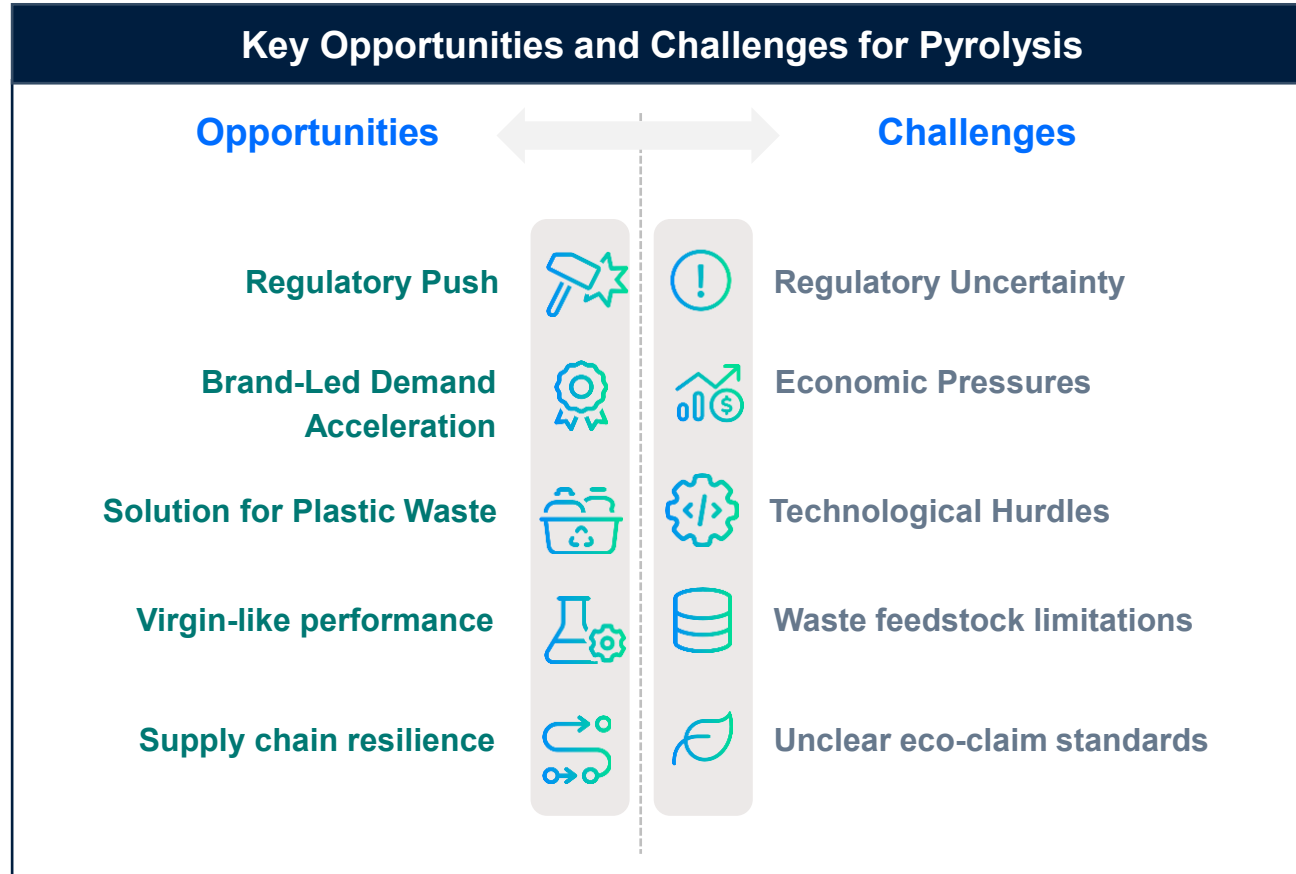 Key Opportunities and Challenges for Pyrolysis
Opportunities
Challenges
Regulatory Push
Regulatory Uncertainty
Brand-Led Demand
Acceleration
Economic Pressures
$
Solution for Plastic Waste
Technological Hurdles
Virgin-like performance
Waste feedstock limitations
Supply chain resilience
Unclear eco-claim standards